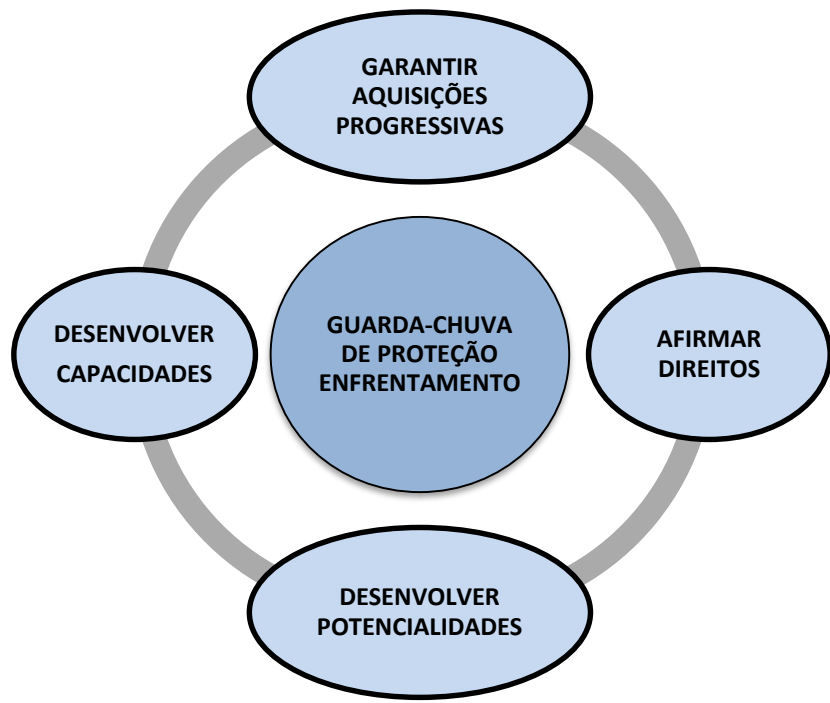 GARANTIR
AQUISIÇÕES
PROGRESSIVAS
DESENVOLVER
CAPACIDADES
GUARDA-CHUVA
DE PROTEÇÃO
ENFRENTAMENTO
AFIRMAR
DIREITOS
DESENVOLVER
POTENCIALIDADES